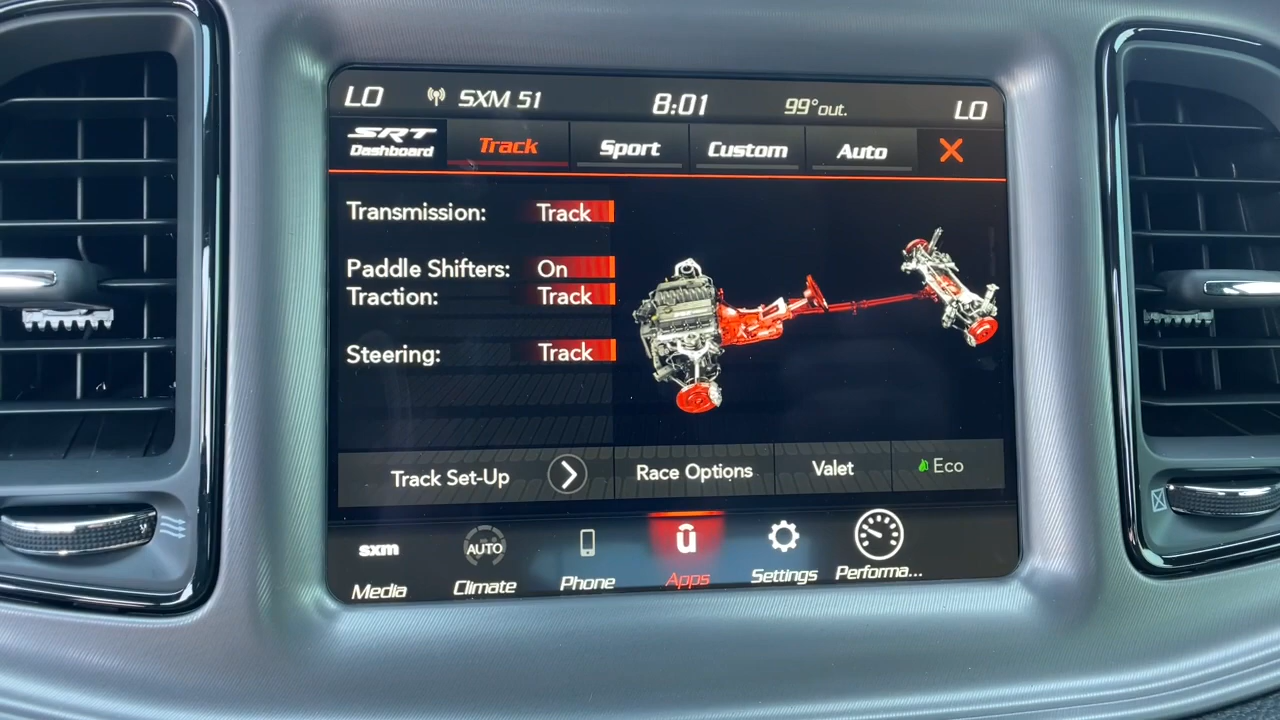 LO SXM 51 8:01 99° out. LO
SRT Dashboard Track Sport Custom Auto X
Transmission: Track
Paddle Shifters: On
Traction: Track
Steering: Track
Track Set-Up Race Options Valet Eco
sxm AUTO ū
Media Climate Phone Apps Settings Performa...